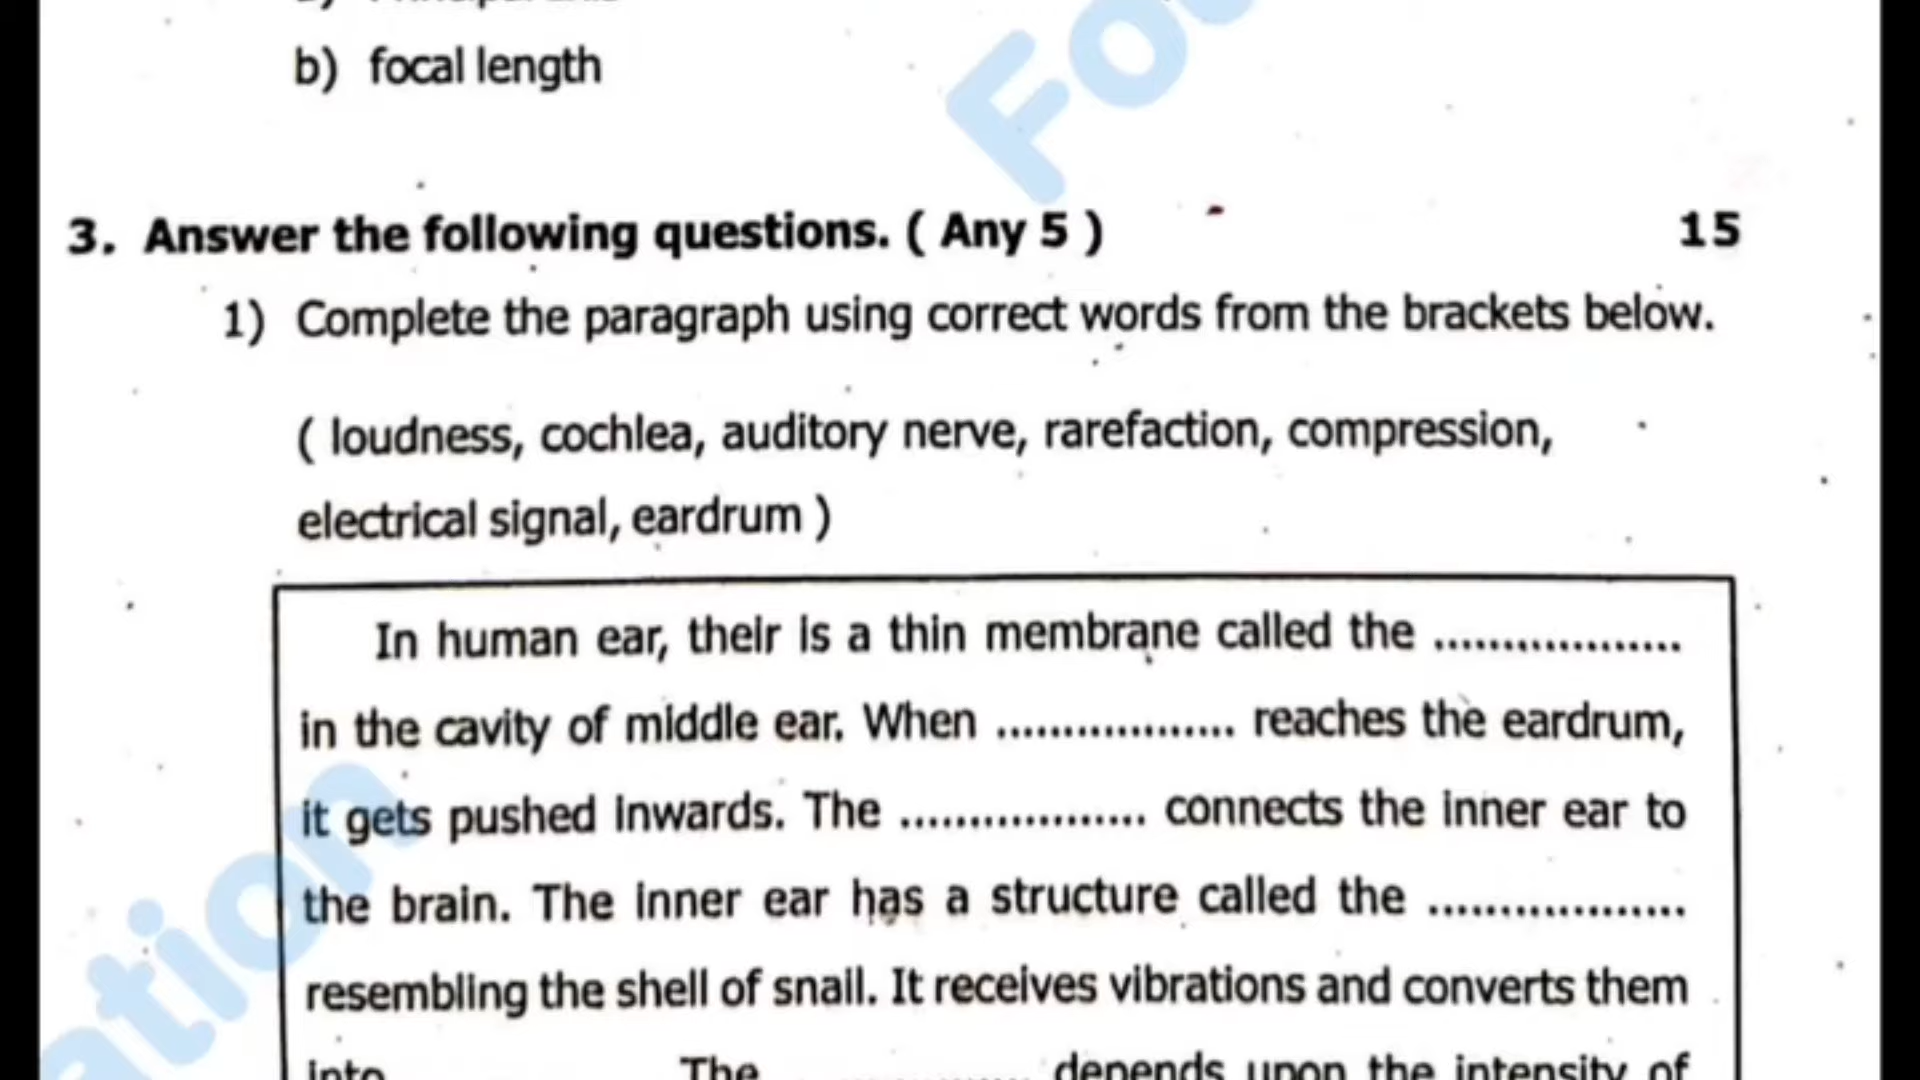 b) focal length
Fo
3. Answer the following questions. ( Any 5 ) 15
1) Complete the paragraph using correct words from the brackets below.
( loudness, cochlea, auditory nerve, rarefaction, compression,
electrical signal, eardrum )
In human ear, their is a thin membrane called the ..................
in the cavity of middle ear. When .................. reaches the eardrum,
it gets pushed inwards. The .................. connects the inner ear to
the brain. The inner ear has a structure called the ..................
resembling the shell of snail. It receives vibrations and converts them
into The .................. depends upon the intensity of
ation